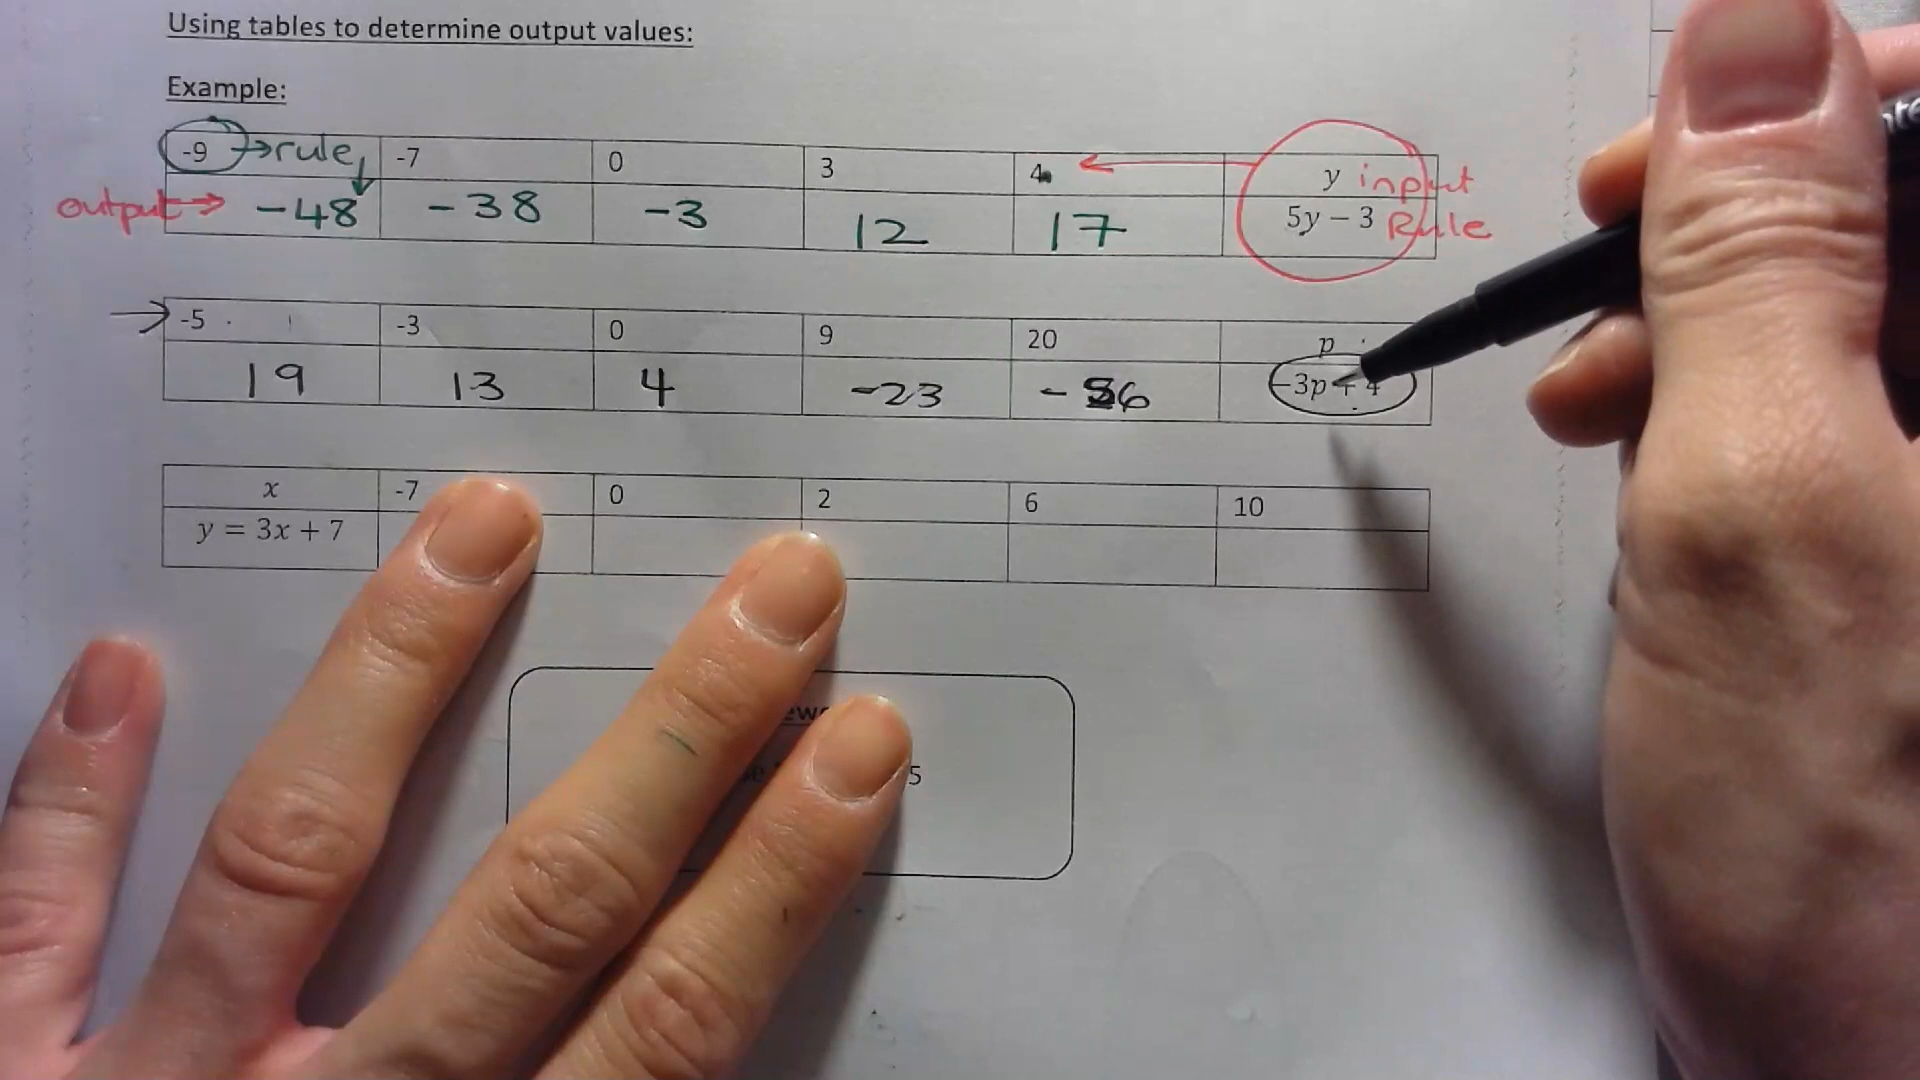 Using tables to determine output values:
Example:
-9 →rule↓ -7 0 3 4 y input
output → -48 -38 -3 12 17 5y – 3 Rule
-5 -3 0 9 20 p
19 13 4 -23 -56 -3p + 4
x -7 0 2 6 10
y = 3x + 7
5